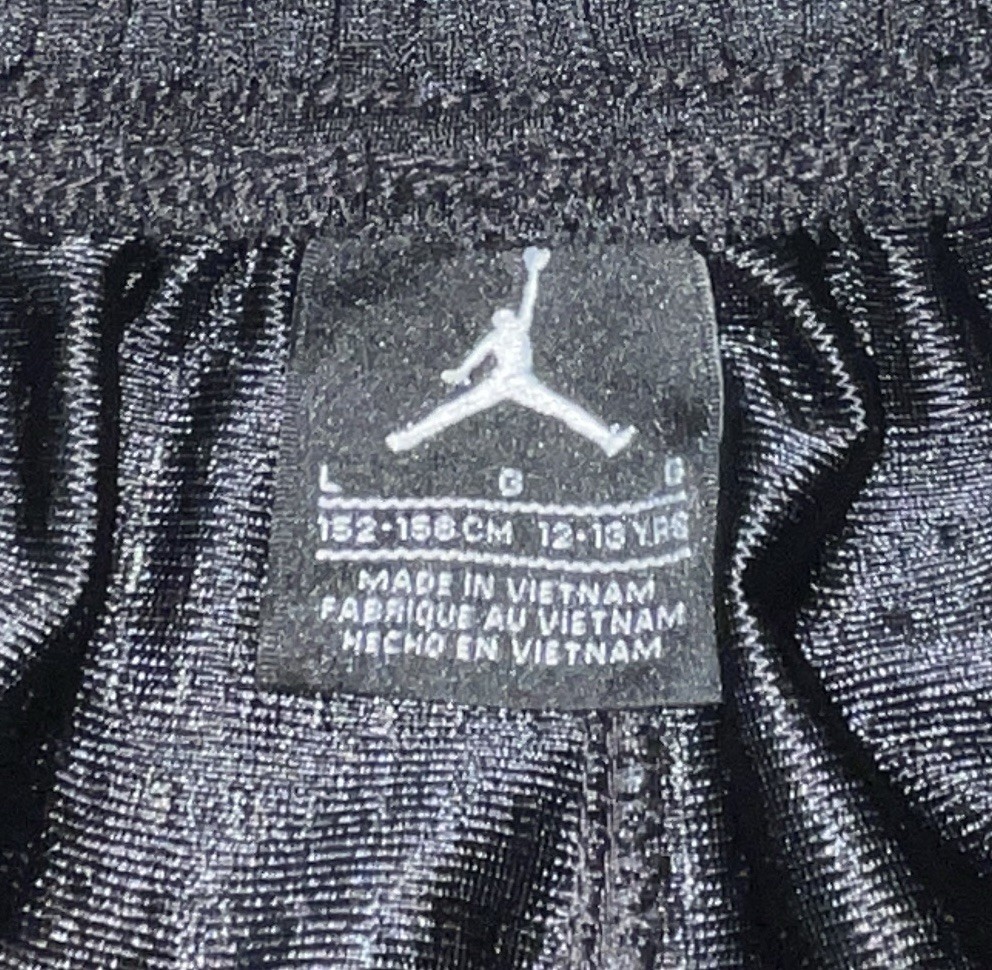 L G G
152-158 CM 12-13 YRS
MADE IN VIETNAM
FABRIQUE AU VIETNAM
HECHO EN VIETNAM